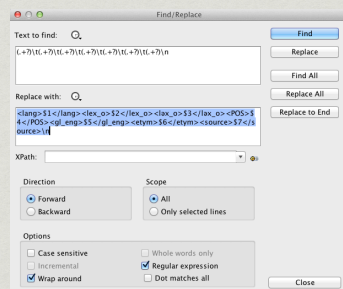 Find/Replace
Text to find:
(.+?)\t(.+?)\t(.+?)\t(.+?)\t(.+?)\t(.+?)\t(.+?)\n
Replace with:
<lang>$1</lang><lex_o>$2</lex_o><lax_o>$3</lax_o><POS>$
4</POS><gl_eng>$5</gl_eng><etym>$6</etym><source>$7</s
ource>\n
XPath:
Direction
Forward
Backward
Scope
All
Only selected lines
Options
Case sensitive
Whole words only
Incremental
Regular expression
Wrap around
Dot matches all
Find
Replace
Find All
Replace All
Replace to End
Close